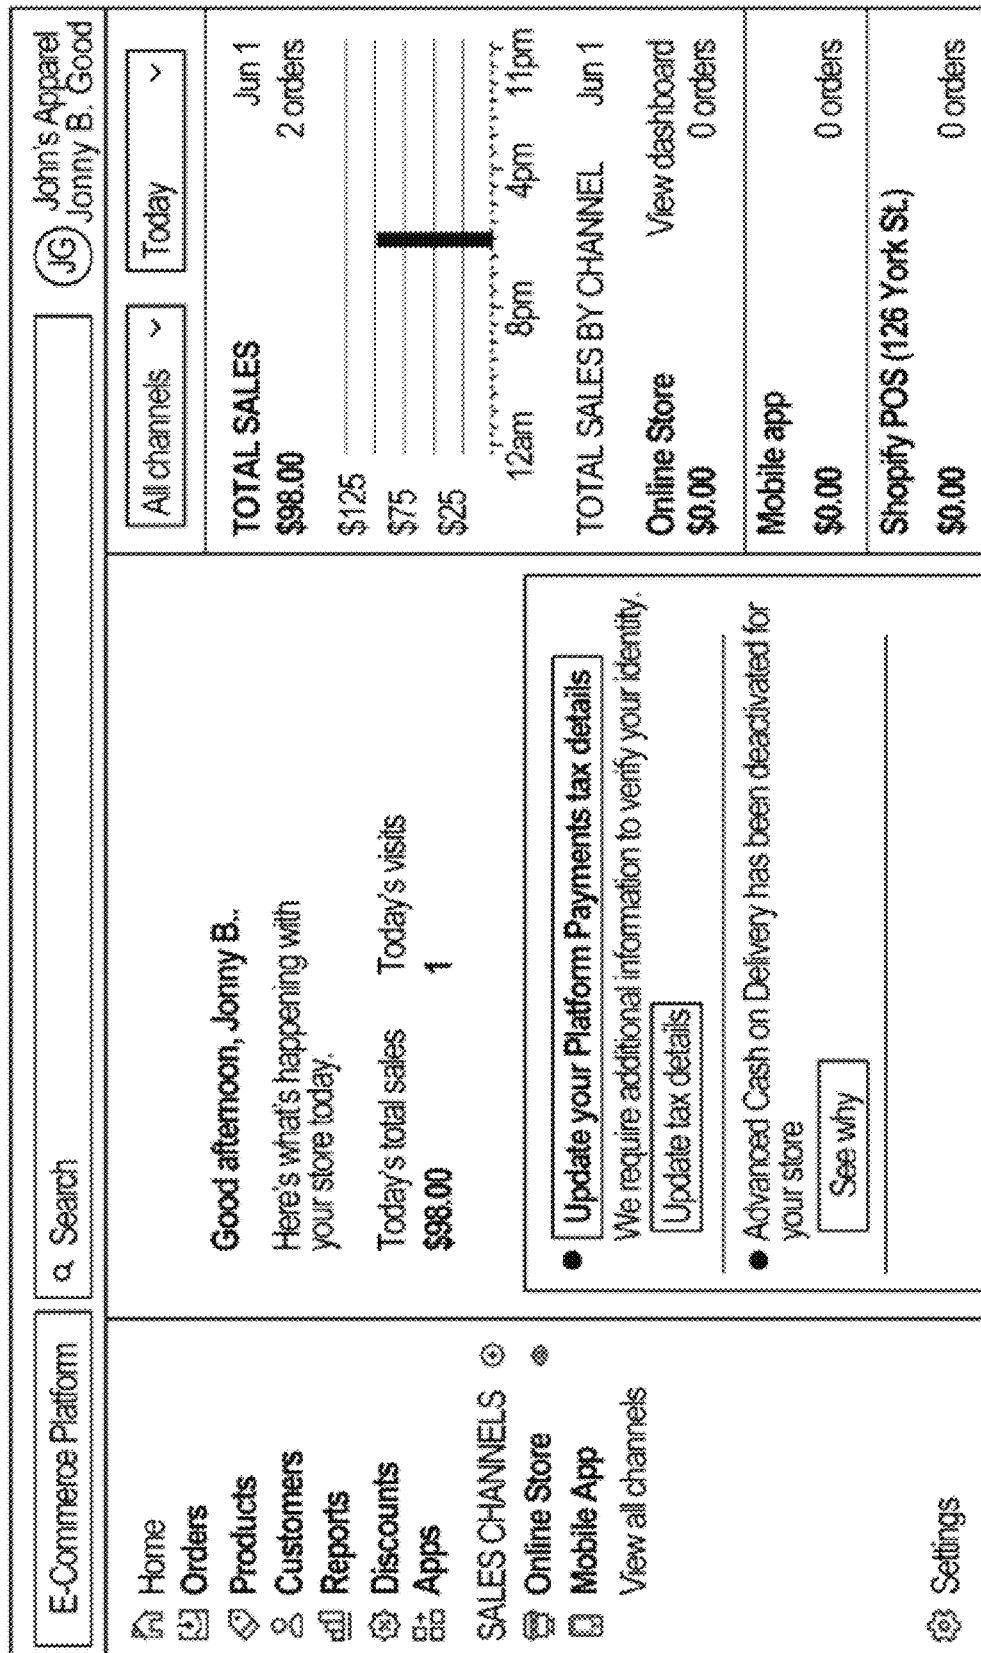 E-Commerce Platform
Search
JG
John's Apparel
Jonny B. Good
Home
Orders
Products
Customers
Reports
Discounts
Apps
SALES CHANNELS
Online Store
Mobile App
View all channels
Settings
Good afternoon, Jonny B..
Here's what's happening with
your store today.
Today's total sales Today's visits
$98.00 1
Update your Platform Payments tax details
We require additional information to verify your identity.
Update tax details
Advanced Cash on Delivery has been deactivated for
your store
See why
All channels Today
TOTAL SALES Jun 1
$98.00 2 orders
$125
$75
$25
12am 8pm 4pm 11pm
TOTAL SALES BY CHANNEL Jun 1
View dashboard
Online Store
$0.00 0 orders
Mobile app
$0.00 0 orders
Shopify POS (126 York St.)
$0.00 0 orders